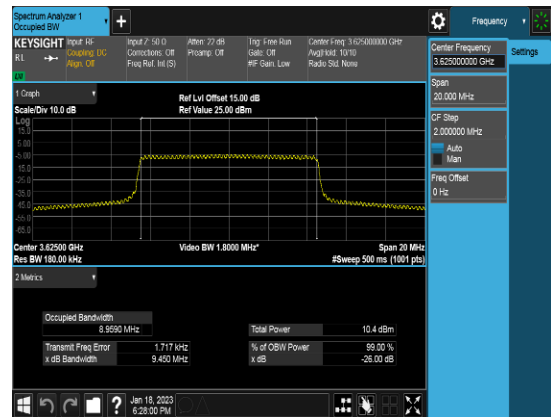 Spectrum Analyzer 1
Occupied BW
+
Frequency
KEYSIGHT
R L
Input: RF
Coupling: DC
Align: Off
Input Z: 50 Ω
Corrections: Off
Freq Ref: Int (S)
Atten: 22 dB
Preamp: Off
Trig: Free Run
Gate: Off
#IF Gain: Low
Center Freq: 3.625000000 GHz
Avg|Hold: 10/10
Radio Std: None
Center Frequency
3.625000000 GHz
Settings
Span
20.000 MHz
CF Step
2.000000 MHz
Auto
Man
Freq Offset
0 Hz
1 Graph
Scale/Div 10.0 dB
Ref Lvl Offset 15.00 dB
Ref Value 25.00 dBm
Log
15.0
5.00
-5.00
-15.0
-25.0
-35.0
-45.0
-55.0
-65.0
Center 3.62500 GHz
Res BW 180.00 kHz
Video BW 1.8000 MHz*
Span 20 MHz
#Sweep 500 ms (1001 pts)
2 Metrics
Occupied Bandwidth
8.9590 MHz
Total Power 10.4 dBm
Transmit Freq Error 1.717 kHz
% of OBW Power 99.00 %
x dB Bandwidth 9.450 MHz
x dB -26.00 dB
?
Jan 18, 2023
6:28:00 PM